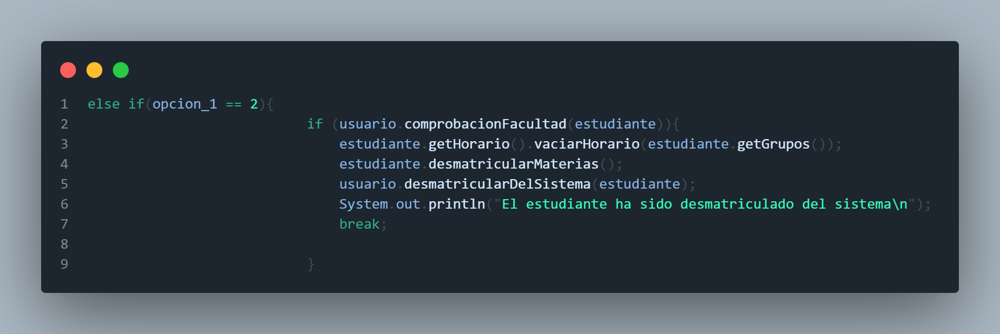 1 else if(opcion_1 == 2){
2 if (usuario.comprobacionFacultad(estudiante)){
3 estudiante.getHorario().vaciarHorario(estudiante.getGrupos());
4 estudiante.desmatricularMaterias();
5 usuario.desmatricularDelSistema(estudiante);
6 System.out.println("El estudiante ha sido desmatriculado del sistema\n");
7 break;
8
9 }